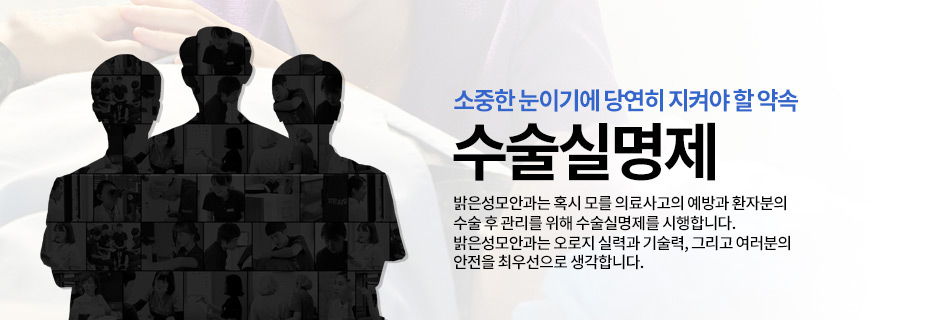 소중한 눈이기에 당연히 지켜야 할 약속
수술실명제
밝은성모안과는 혹시 모를 의료사고의 예방과 환자분의
수술 후 관리를 위해 수술실명제를 시행합니다.
밝은성모안과는 오로지 실력과 기술력, 그리고 여러분의
안전을 최우선으로 생각합니다.